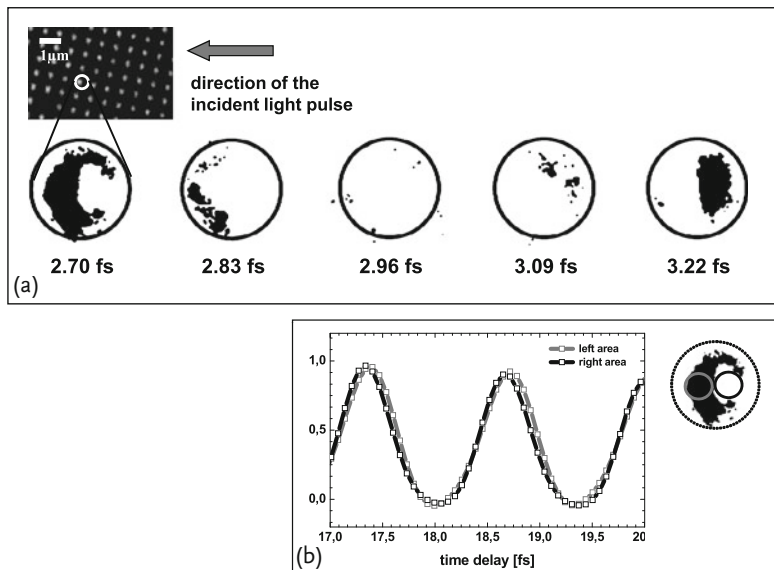 1µm
direction of the
incident light pulse
2.70 fs 2.83 fs 2.96 fs 3.09 fs 3.22 fs
(a)
left area
right area
1,0
0,5
0,0
17,0 17,5 18,0 18,5 19,0 19,5 20
time delay [fs]
(b)